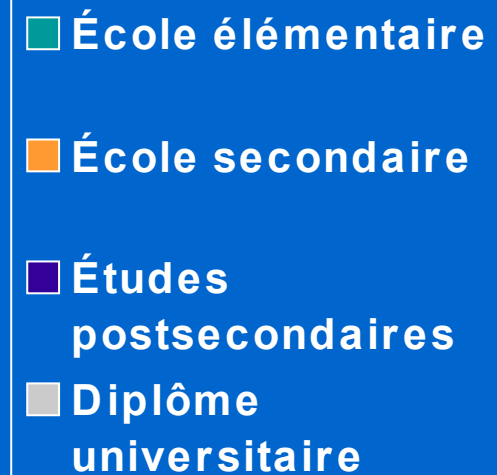 École élémentaire
École secondaire
Études
postsecondaires
Diplôme
universitaire